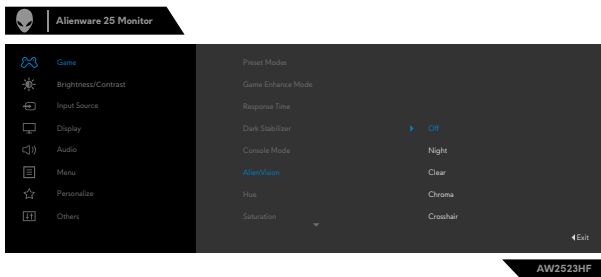 Alienware 25 Monitor
Game
Brightness/Contrast
Input Source
Display
Audio
Menu
Personalize
Others
Preset Modes
Game Enhance Mode
Response Time
Dark Stabilizer
Console Mode
AlienVision
Hue
Saturation
Off
Night
Clear
Chroma
Crosshair
Exit
AW2523HF